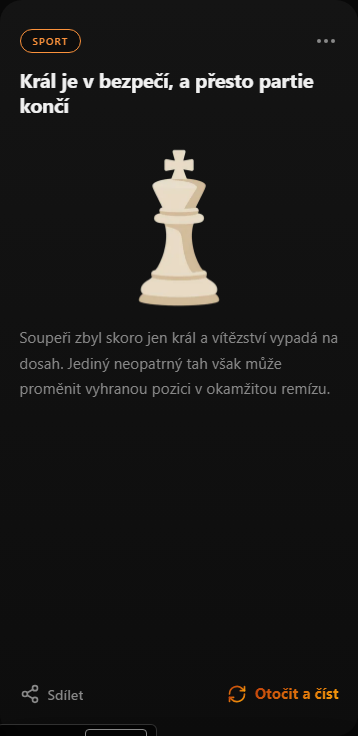 SPORT
Král je v bezpečí, a přesto partie
končí
Soupeři zbyl skoro jen král a vítězství vypadá na
dosah. Jediný neopatrný tah však může
proměnit vyhranou pozici v okamžitou remízu.
Sdílet
Otočit a číst